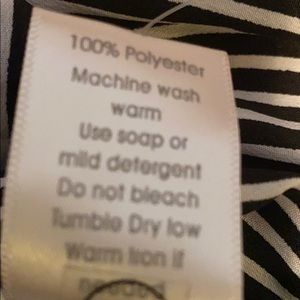 100% Polyester
Machine wash
warm
Use soap or
mild detergent
Do not bleach
Tumble Dry low
Warm Iron if
needed